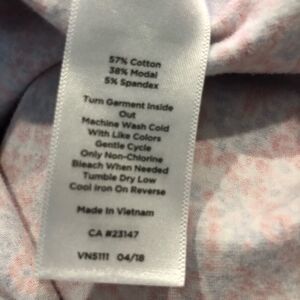 57% Cotton
38% Modal
5% Spandex
Turn Garment Inside
Out
Machine Wash Cold
With Like Colors
Gentle Cycle
Only Non-Chlorine
Bleach When Needed
Tumble Dry Low
Cool Iron On Reverse
Made in Vietnam
CA #23147
VN5111 04/18